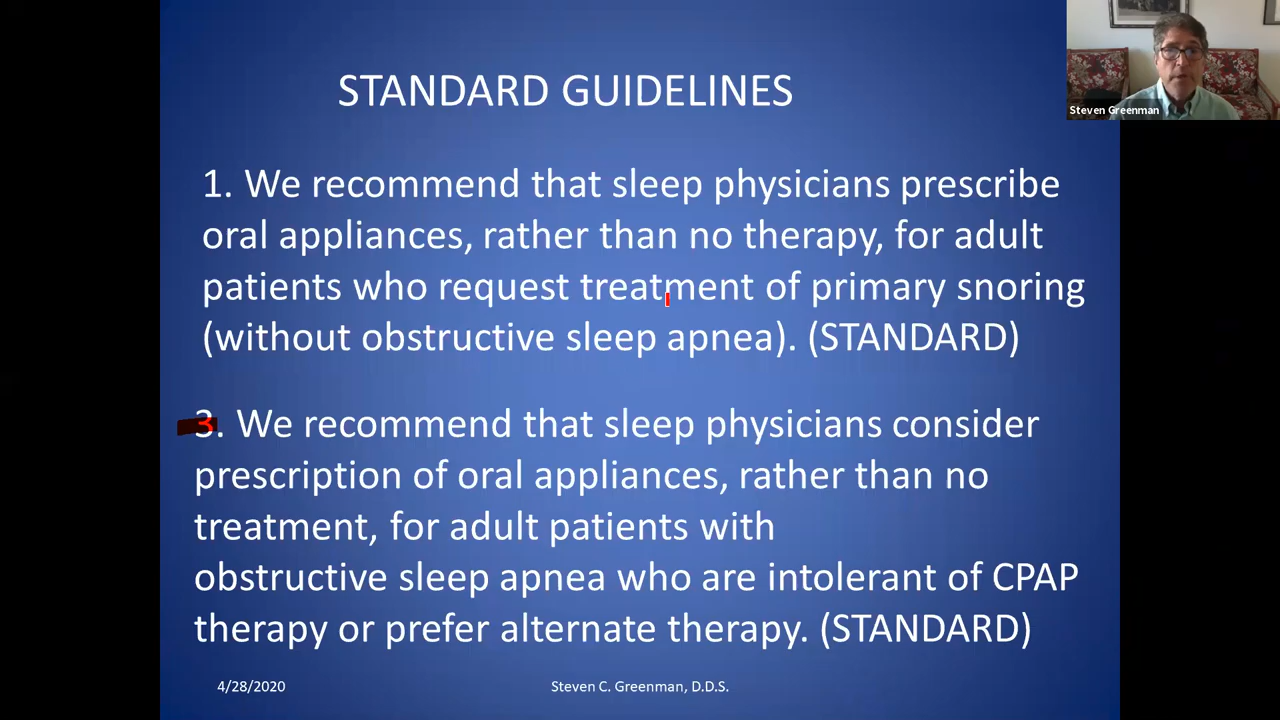 STANDARD GUIDELINES
Steven Greenman
1. We recommend that sleep physicians prescribe
oral appliances, rather than no therapy, for adult
patients who request treatment of primary snoring
(without obstructive sleep apnea). (STANDARD)
3. We recommend that sleep physicians consider
prescription of oral appliances, rather than no
treatment, for adult patients with
obstructive sleep apnea who are intolerant of CPAP
therapy or prefer alternate therapy. (STANDARD)
4/28/2020
Steven C. Greenman, D.D.S.